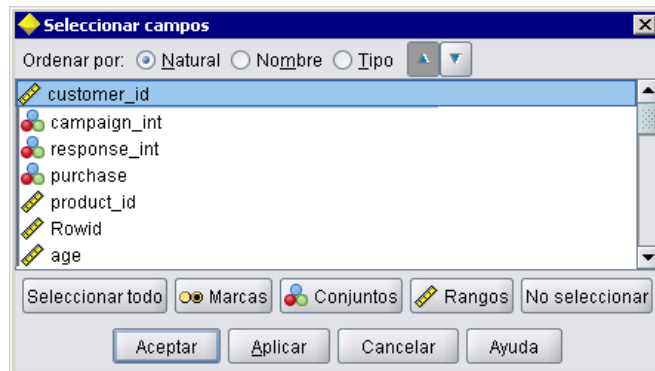 Seleccionar campos
Ordenar por: Natural Nombre Tipo
customer_id
campaign_int
response_int
purchase
product_id
Rowid
age
Seleccionar todo Marcas Conjuntos Rangos No seleccionar
Aceptar Aplicar Cancelar Ayuda